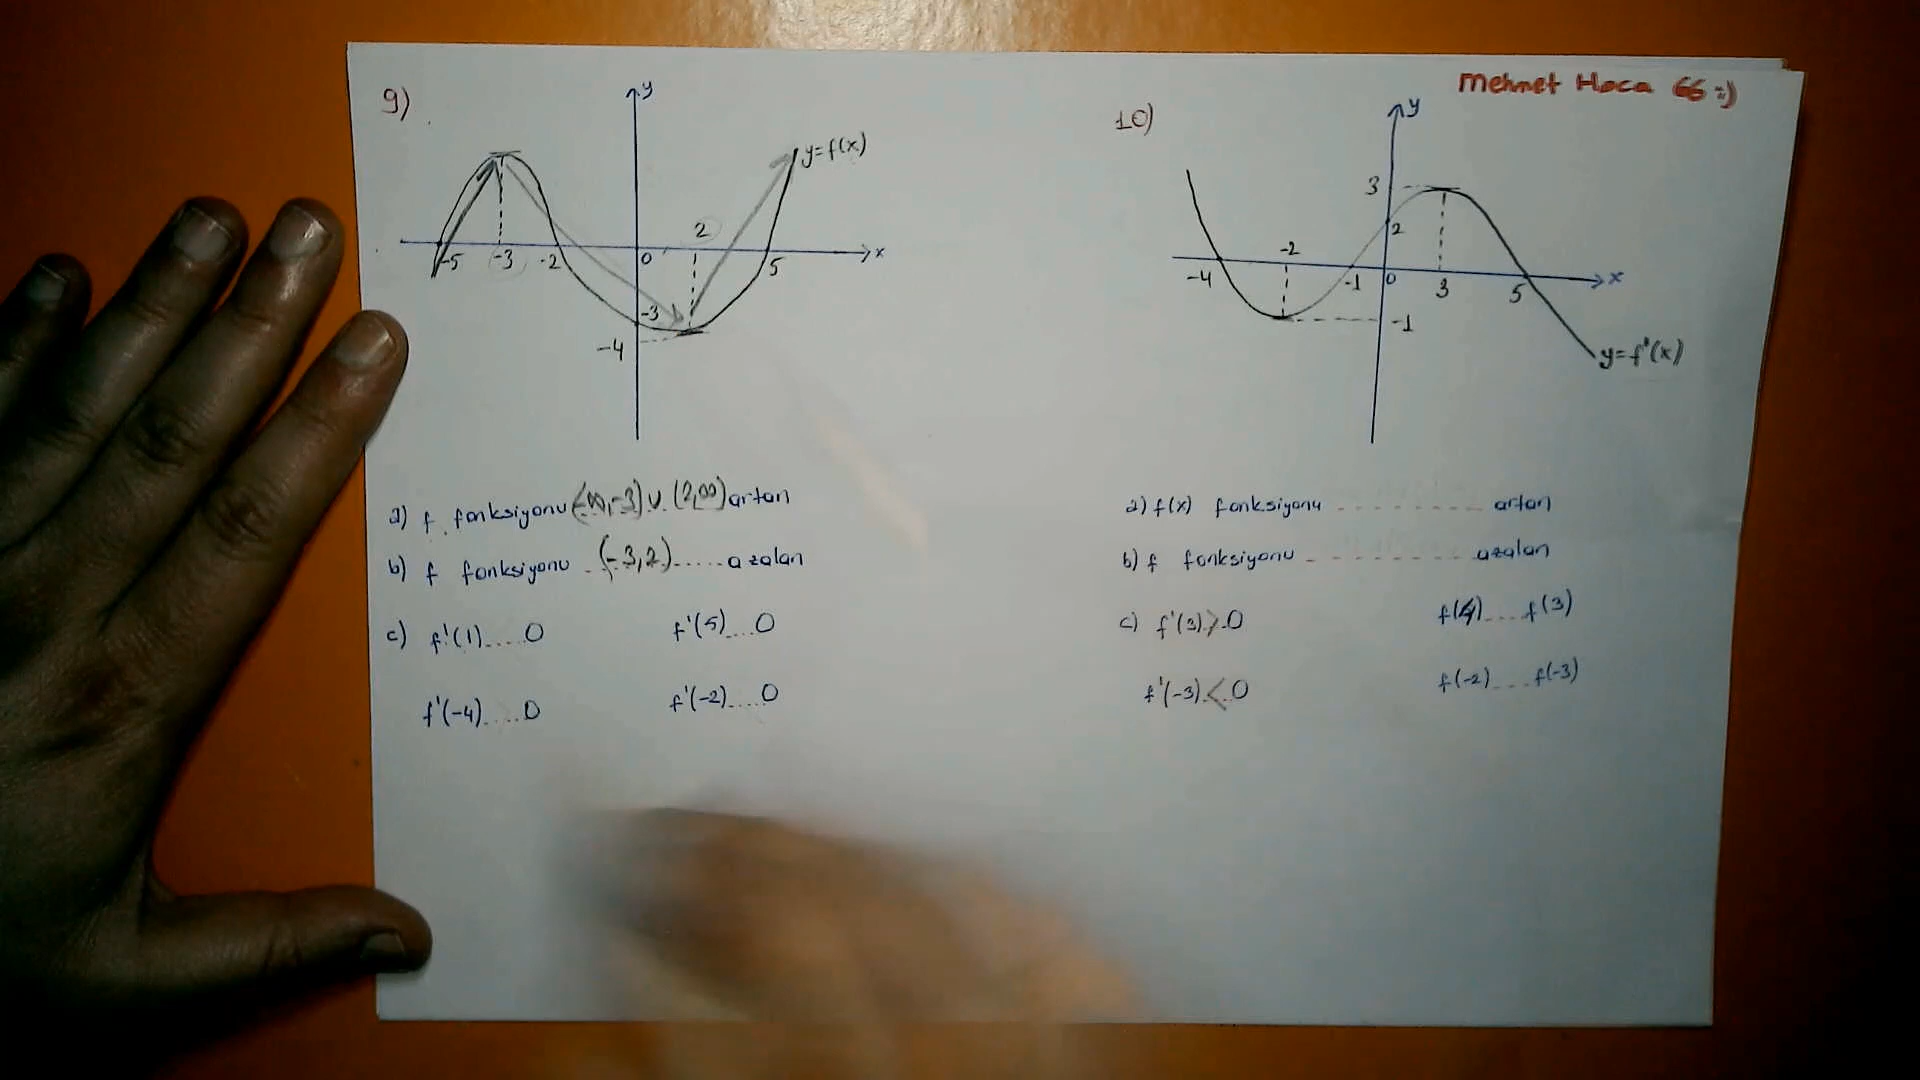 Mehmet Hoca 66 :)
9)
y
y=f(x)
-5 -3 -2 0 2 5 x
-3
-4
a) f fonksiyonu (-∞,-3) ∪ (2,∞) artan
b) f fonksiyonu (-3,2)..... azalan
c) f'(1).....0 f'(5)....0
f'(-4).....0 f'(-2)....0
10)
y
3
2
-4 -2 -1 0 3 5 x
-1
y=f'(x)
a) f(x) fonksiyonu ............ artan
b) f fonksiyonu ............ azalan
c) f'(3)>0 f(4)....f(3)
f'(-3)<0 f(-2)....f(-3)